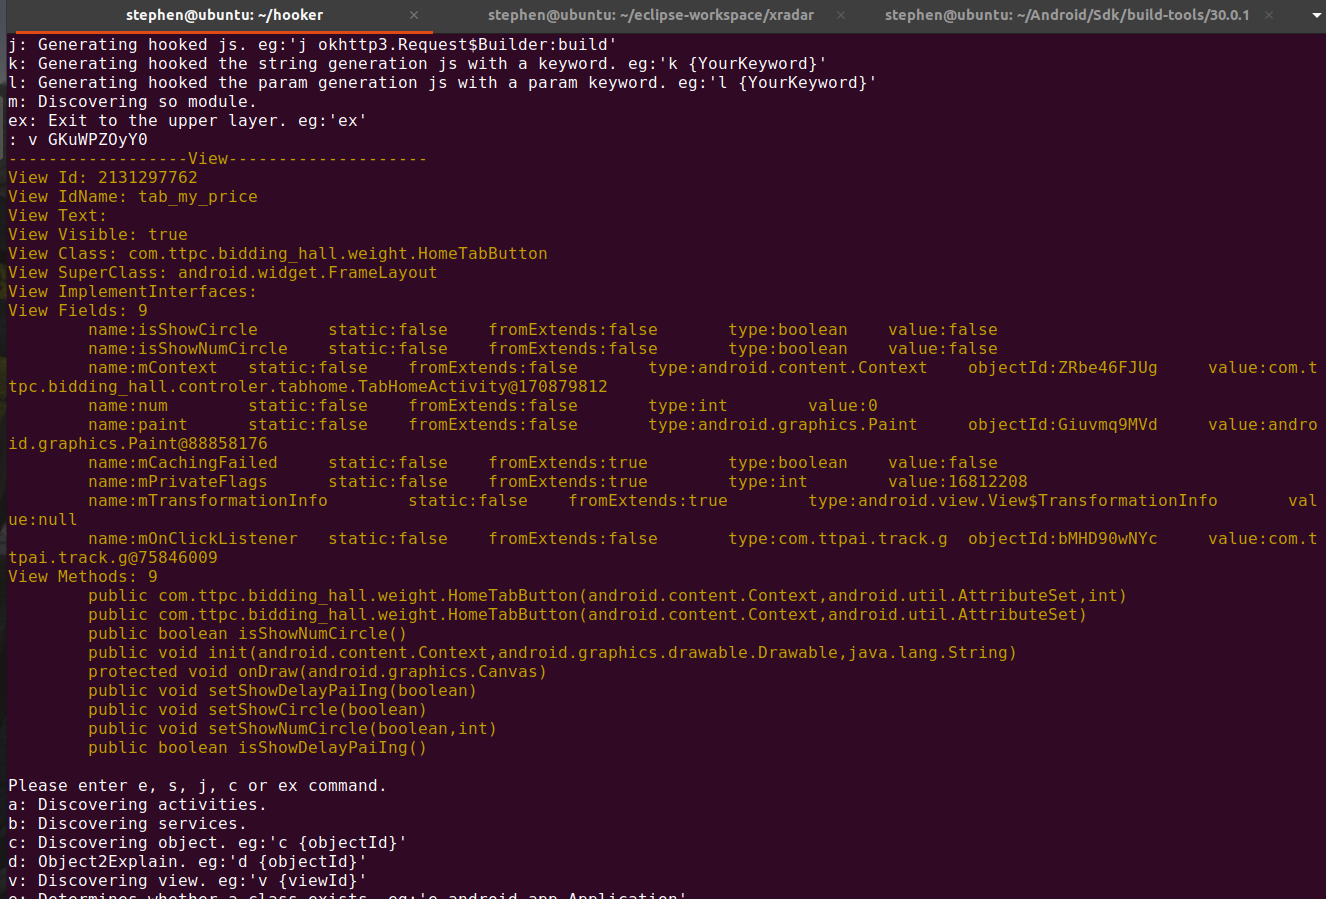 stephen@ubuntu: ~/hooker × stephen@ubuntu: ~/eclipse-workspace/xradar × stephen@ubuntu: ~/Android/Sdk/build-tools/30.0.1 ×
j: Generating hooked js. eg:'j okhttp3.Request$Builder:build'
k: Generating hooked the string generation js with a keyword. eg:'k {YourKeyword}'
l: Generating hooked the param generation js with a param keyword. eg:'l {YourKeyword}'
m: Discovering so module.
ex: Exit to the upper layer. eg:'ex'
: v GKuWPZOyY0
------------------View--------------------
View Id: 2131297762
View IdName: tab_my_price
View Text:
View Visible: true
View Class: com.ttpc.bidding_hall.weight.HomeTabButton
View SuperClass: android.widget.FrameLayout
View ImplementInterfaces:
View Fields: 9
name:isShowCircle static:false fromExtends:false type:boolean value:false
name:isShowNumCircle static:false fromExtends:false type:boolean value:false
name:mContext static:false fromExtends:false type:android.content.Context objectId:ZRbe46FJUg value:com.t
tpc.bidding_hall.controler.tabhome.TabHomeActivity@170879812
name:num static:false fromExtends:false type:int value:0
name:paint static:false fromExtends:false type:android.graphics.Paint objectId:Giuvmq9MVd value:andro
id.graphics.Paint@88858176
name:mCachingFailed static:false fromExtends:true type:boolean value:false
name:mPrivateFlags static:false fromExtends:true type:int value:16812208
name:mTransformationInfo static:false fromExtends:true type:android.view.View$TransformationInfo val
ue:null
name:mOnClickListener static:false fromExtends:false type:com.ttpai.track.g objectId:bMHD90wNYc value:com.t
tpai.track.g@75846009
View Methods: 9
public com.ttpc.bidding_hall.weight.HomeTabButton(android.content.Context,android.util.AttributeSet,int)
public com.ttpc.bidding_hall.weight.HomeTabButton(android.content.Context,android.util.AttributeSet)
public boolean isShowNumCircle()
public void init(android.content.Context,android.graphics.drawable.Drawable,java.lang.String)
protected void onDraw(android.graphics.Canvas)
public void setShowDelayPaiIng(boolean)
public void setShowCircle(boolean)
public void setShowNumCircle(boolean,int)
public boolean isShowDelayPaiIng()
Please enter e, s, j, c or ex command.
a: Discovering activities.
b: Discovering services.
c: Discovering object. eg:'c {objectId}'
d: Object2Explain. eg:'d {objectId}'
v: Discovering view. eg:'v {viewId}'
e: Determines whether a class exists. eg:'e android.app.Application'